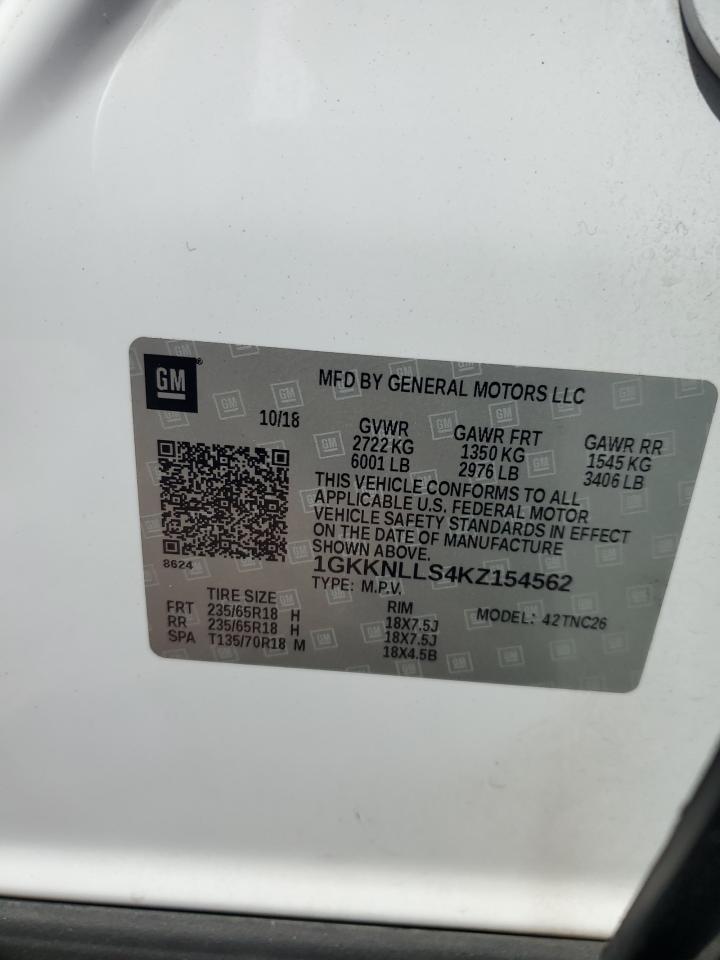 GM
MFD BY GENERAL MOTORS LLC
10/18
GVWR GAWR FRT GAWR RR
2722 KG 1350 KG 1545 KG
6001 LB 2976 LB 3406 LB
THIS VEHICLE CONFORMS TO ALL
APPLICABLE U.S. FEDERAL MOTOR
VEHICLE SAFETY STANDARDS IN EFFECT
ON THE DATE OF MANUFACTURE
SHOWN ABOVE.
8624
1GKKNLLS4KZ154562
TYPE: M.P.V.
TIRE SIZE RIM MODEL: 42TNC26
FRT 235/65R18 H 18X7.5J
RR 235/65R18 H 18X7.5J
SPA T135/70R18 M 18X4.5B